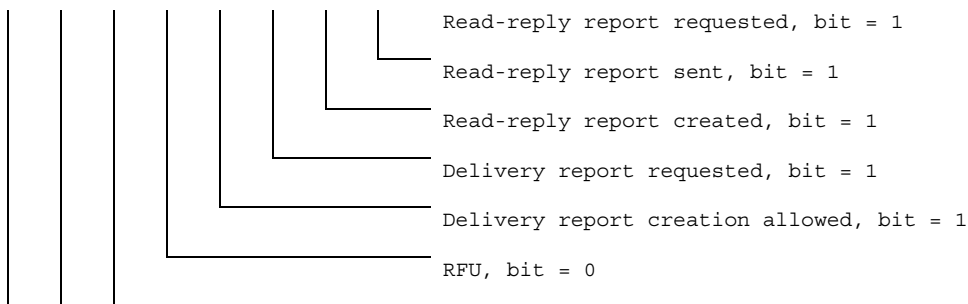 Read-reply report requested, bit = 1
Read-reply report sent, bit = 1
Read-reply report created, bit = 1
Delivery report requested, bit = 1
Delivery report creation allowed, bit = 1
RFU, bit = 0